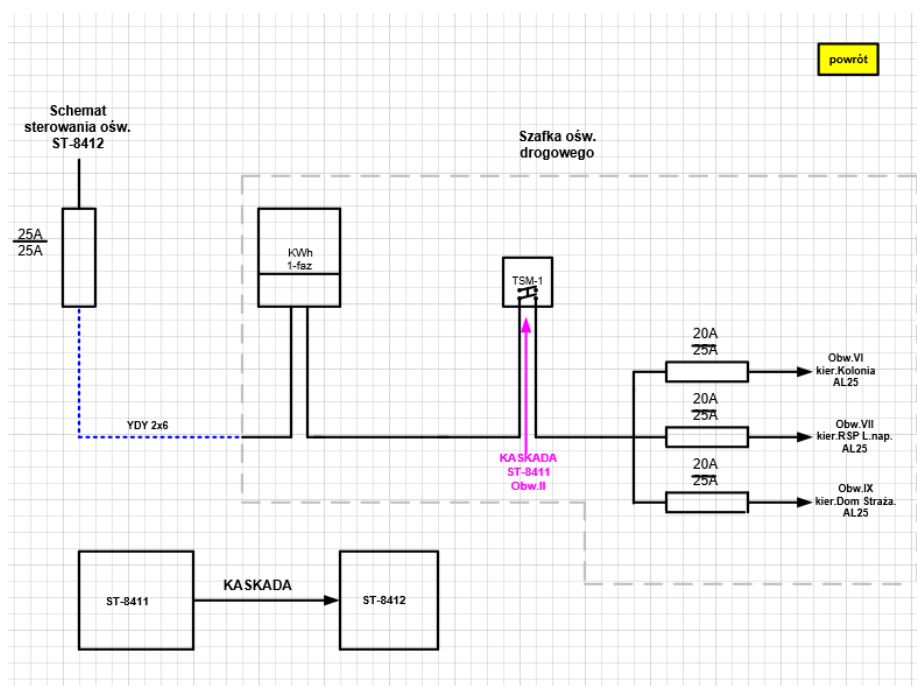 powrót
Schemat
sterowania ośw.
ST-8412
Szafka ośw.
drogowego
25A
25A
KWh
1-faz
TSM-1
20A
25A
Obw.VI
kier.Kolonia
AL25
20A
25A
YDY 2x6
Obw.VII
kier.RSP L.nap.
AL25
KASKADA
ST-8411
Obw.II
20A
25A
Obw.IX
kier.Dom Straża.
AL25
ST-8411
KASKADA
ST-8412